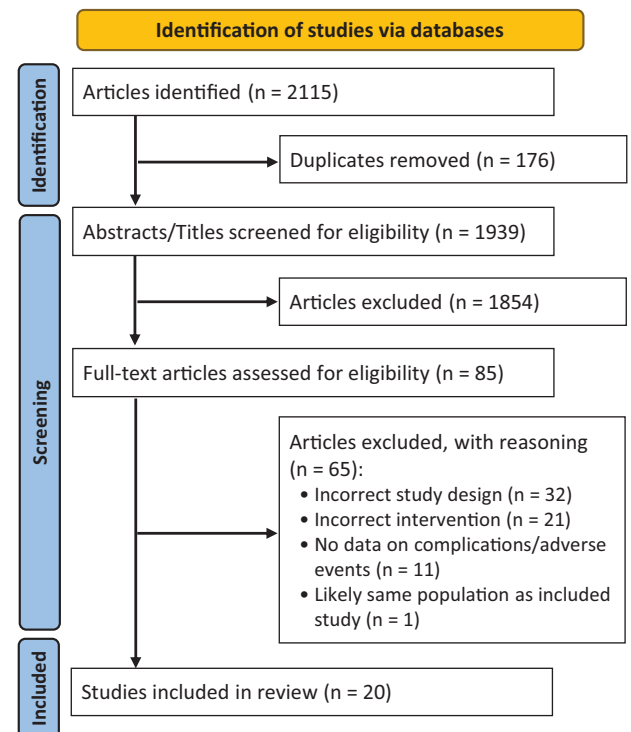 Identification of studies via databases
Identification
Articles identified (n = 2115)
Duplicates removed (n = 176)
Screening
Abstracts/Titles screened for eligibility (n = 1939)
Articles excluded (n = 1854)
Full-text articles assessed for eligibility (n = 85)
Articles excluded, with reasoning
(n = 65):
• Incorrect study design (n = 32)
• Incorrect intervention (n = 21)
• No data on complications/adverse
events (n = 11)
• Likely same population as included
study (n = 1)
Included
Studies included in review (n = 20)